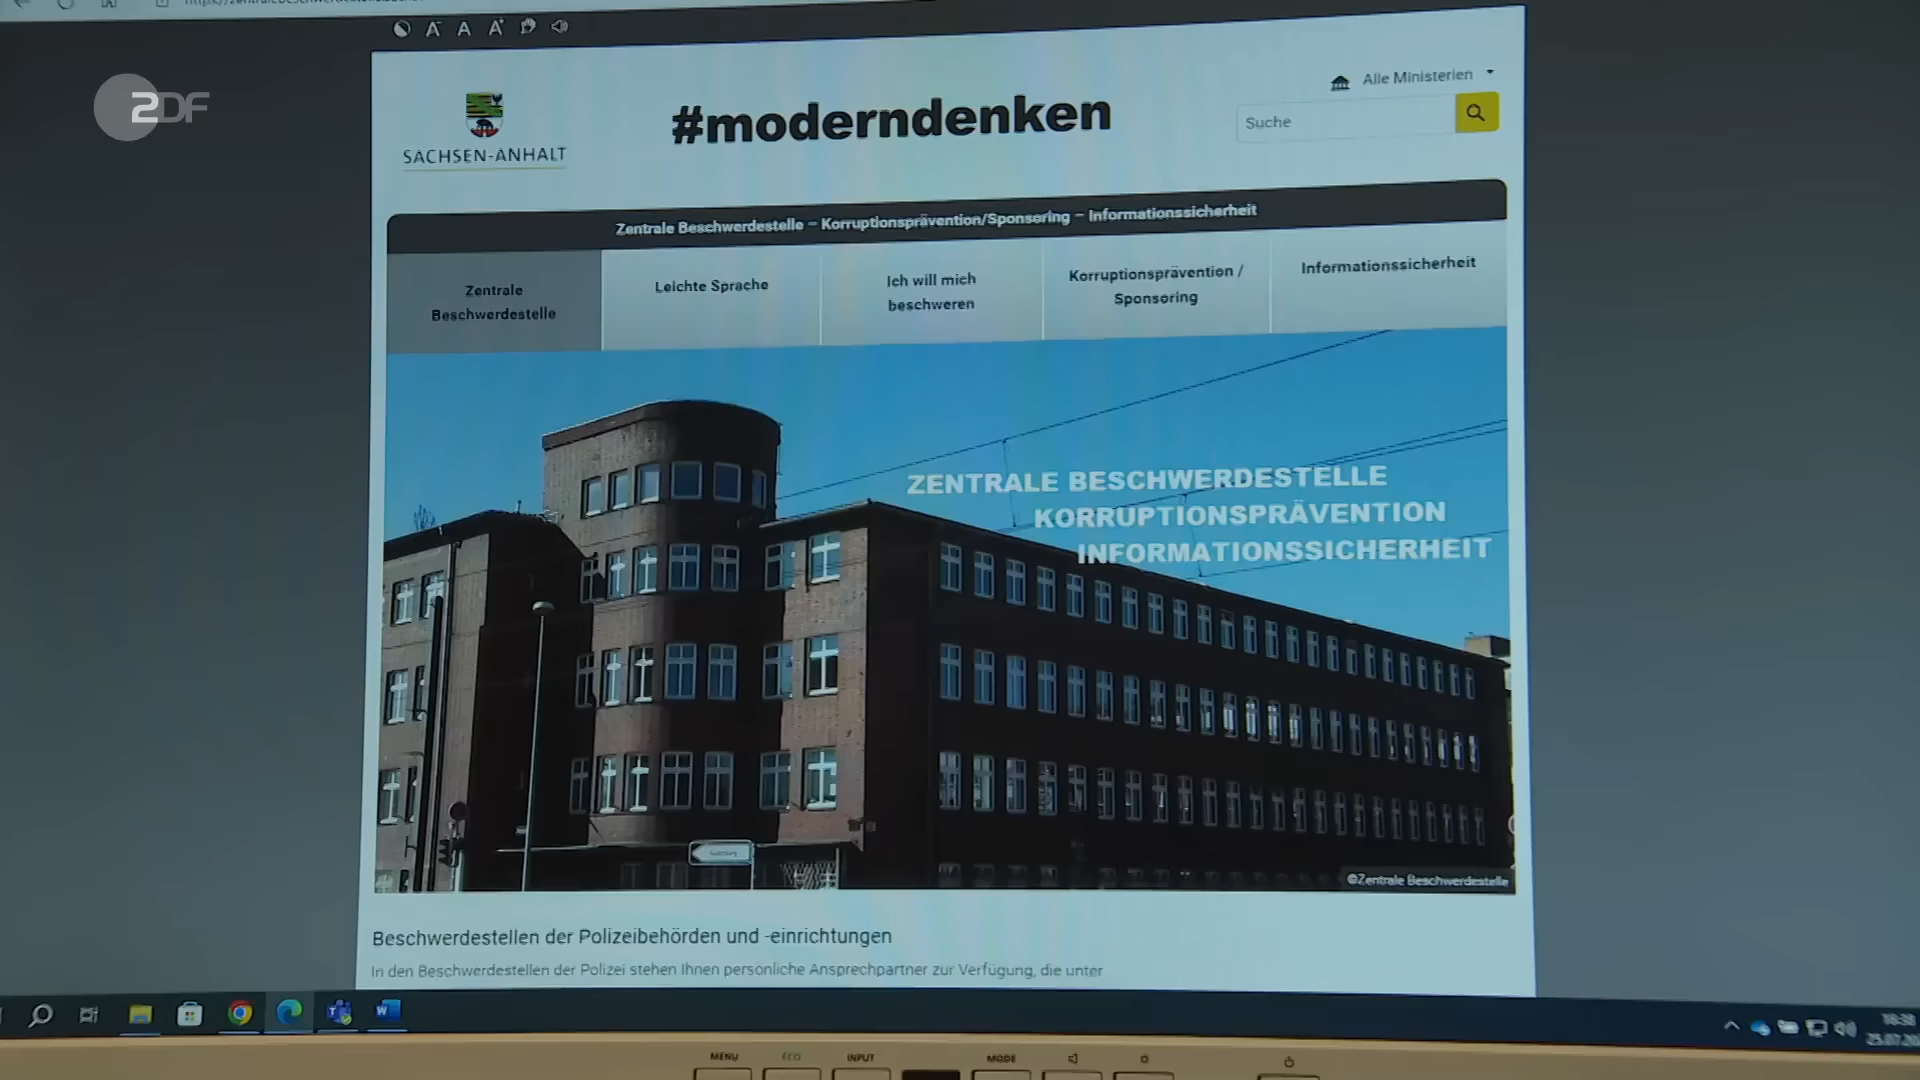 ZDF
A- A A+
SACHSEN-ANHALT
#moderndenken
Alle Ministerien
Suche
Zentrale Beschwerdestelle – Korruptionsprävention/Sponsoring – Informationssicherheit
Zentrale
Beschwerdestelle
Leichte Sprache
Ich will mich
beschweren
Korruptionsprävention /
Sponsoring
Informationssicherheit
ZENTRALE BESCHWERDESTELLE
KORRUPTIONSPRÄVENTION
INFORMATIONSSICHERHEIT
©Zentrale Beschwerdestelle
Beschwerdestellen der Polizeibehörden und -einrichtungen
In den Beschwerdestellen der Polizei stehen Ihnen persönliche Ansprechpartner zur Verfügung, die unter
MENU ECO INPUT MODE